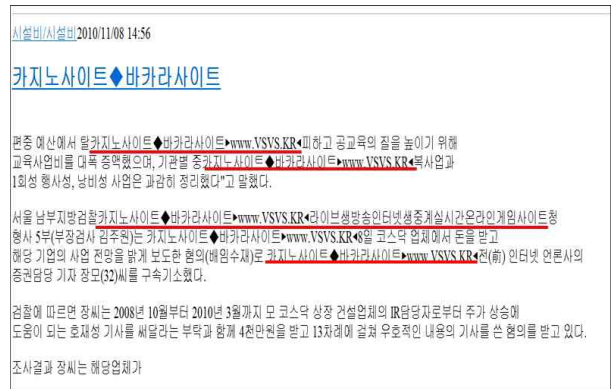 시설비/시설비2010/11/08 14:56
카지노사이트◆바카라사이트
편중 예산에서 탈카지노사이트◆바카라사이트▶www.VSVS.KR◀피하고 공교육의 질을 높이기 위해
교육사업비를 대폭 증액했으며, 기관별 중카지노사이트◆바카라사이트▶www.VSVS.KR◀복사업과
1회성 행사성, 낭비성 사업은 과감히 정리했다"고 말했다.
서울 남부지방검찰카지노사이트◆바카라사이트▶www.VSVS.KR◀라이브생방송인터넷생중계실시간온라인게임사이트청
형사 5부(부장검사 김주원)는 카지노사이트◆바카라사이트▶www.VSVS.KR◀8일 코스닥 업체에서 돈을 받고
해당 기업의 사업 전망을 밝게 보도한 혐의(배임수재)로 카지노사이트◆바카라사이트▶www.VSVS.KR◀전(前) 인터넷 언론사의
증권담당 기자 장모(32)씨를 구속기소했다.
검찰에 따르면 장씨는 2008년 10월부터 2010년 3월까지 모 코스닥 상장 건설업체의 IR담당자로부터 주가 상승에
도움이 되는 호재성 기사를 써달라는 부탁과 함께 4천만원을 받고 13차례에 걸쳐 우호적인 내용의 기사를 쓴 혐의를 받고 있다.
조사결과 장씨는 해당업체가